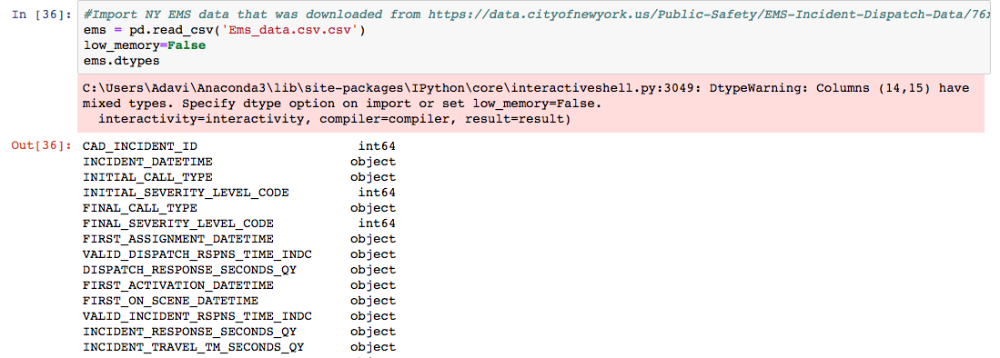 In [36]: #Import NY EMS data that was downloaded from https://data.cityofnewyork.us/Public-Safety/EMS-Incident-Dispatch-Data/76
ems = pd.read_csv('Ems_data.csv.csv')
low_memory=False
ems.dtypes
C:\Users\Adavi\Anaconda3\lib\site-packages\IPython\core\interactiveshell.py:3049: DtypeWarning: Columns (14,15) have
mixed types. Specify dtype option on import or set low_memory=False.
interactivity=interactivity, compiler=compiler, result=result)
Out[36]: CAD_INCIDENT_ID int64
INCIDENT_DATETIME object
INITIAL_CALL_TYPE object
INITIAL_SEVERITY_LEVEL_CODE int64
FINAL_CALL_TYPE object
FINAL_SEVERITY_LEVEL_CODE int64
FIRST_ASSIGNMENT_DATETIME object
VALID_DISPATCH_RSPNS_TIME_INDC object
DISPATCH_RESPONSE_SECONDS_QY object
FIRST_ACTIVATION_DATETIME object
FIRST_ON_SCENE_DATETIME object
VALID_INCIDENT_RSPNS_TIME_INDC object
INCIDENT_RESPONSE_SECONDS_QY object
INCIDENT_TRAVEL_TM_SECONDS_QY object